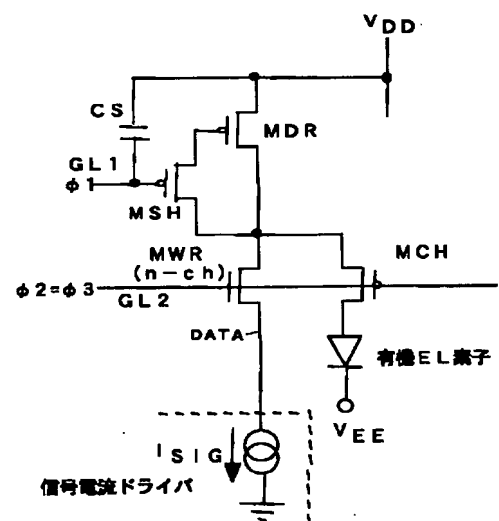 VDD
CS
MDR
GL1
φ1
MSH
MWR
(n-ch)
MCH
φ2=φ3
GL2
DATA
有機EL素子
VEE
ISIG
信号電流ドライバ